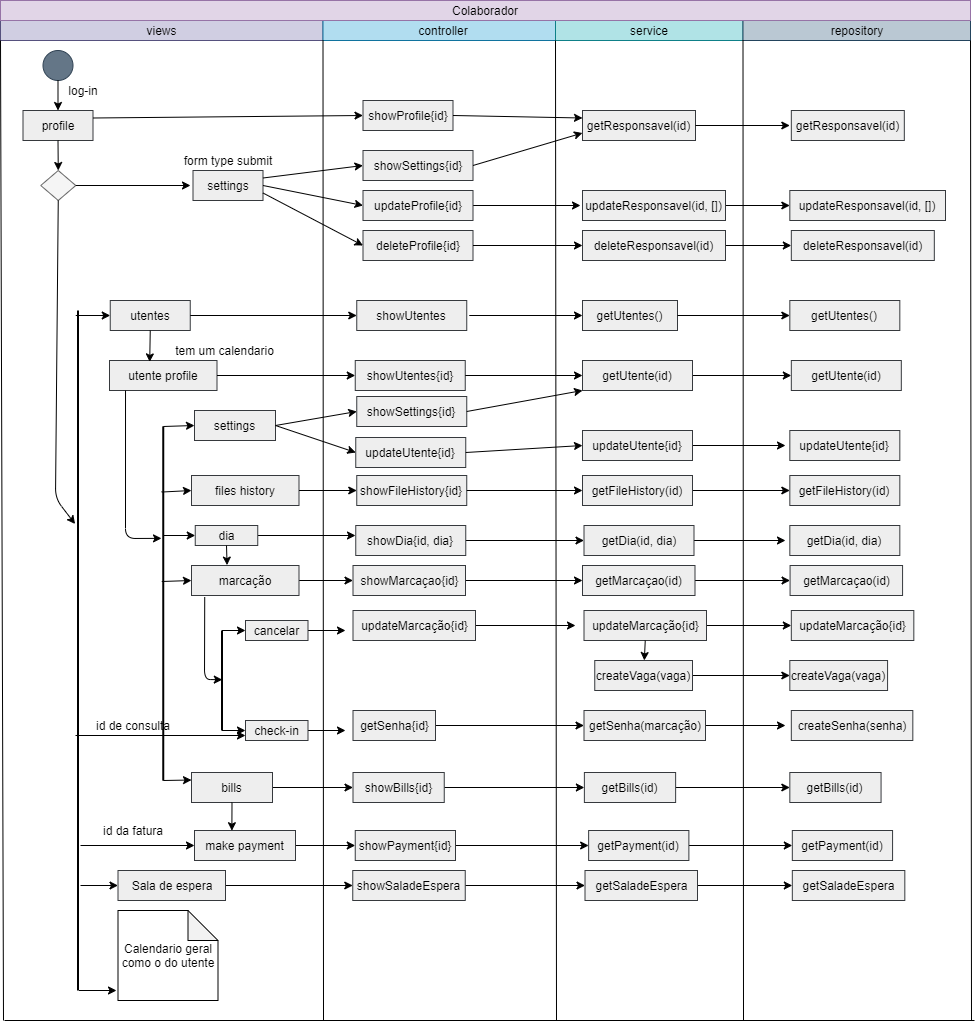 Colaborador
views
controller
service
repository
log-in
profile
showProfile{id}
getResponsavel(id)
getResponsavel(id)
form type submit
settings
showSettings{id}
updateProfile{id}
updateResponsavel(id, [])
updateResponsavel(id, [])
deleteProfile{id}
deleteResponsavel(id)
deleteResponsavel(id)
utentes
showUtentes
getUtentes()
getUtentes()
tem um calendario
utente profile
showUtentes{id}
getUtente(id)
getUtente(id)
settings
showSettings{id}
updateUtente{id}
updateUtente{id}
updateUtente{id}
files history
showFileHistory{id}
getFileHistory(id)
getFileHistory(id)
dia
showDia{id, dia}
getDia(id, dia)
getDia(id, dia)
marcação
showMarcaçao{id}
getMarcaçao(id)
getMarcaçao(id)
cancelar
updateMarcação{id}
updateMarcação{id}
updateMarcação{id}
createVaga(vaga)
createVaga(vaga)
id de consulta
check-in
getSenha{id}
getSenha(marcação)
createSenha(senha)
bills
showBills{id}
getBills(id)
getBills(id)
id da fatura
make payment
showPayment{id}
getPayment(id)
getPayment(id)
Sala de espera
showSaladeEspera
getSaladeEspera
getSaladeEspera
Calendario geral
como o do utente